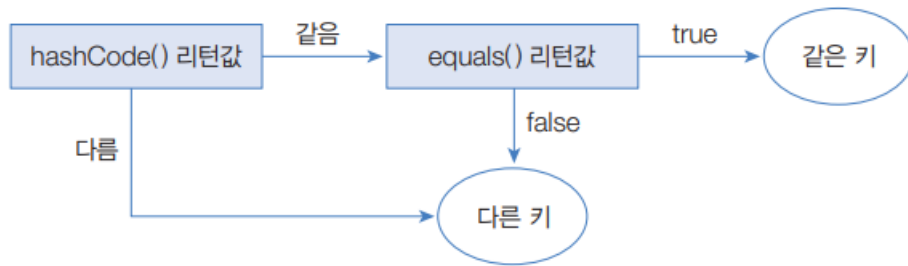 hashCode() 리턴값
같음
equals() 리턴값
true
같은 키
다름
false
다른 키